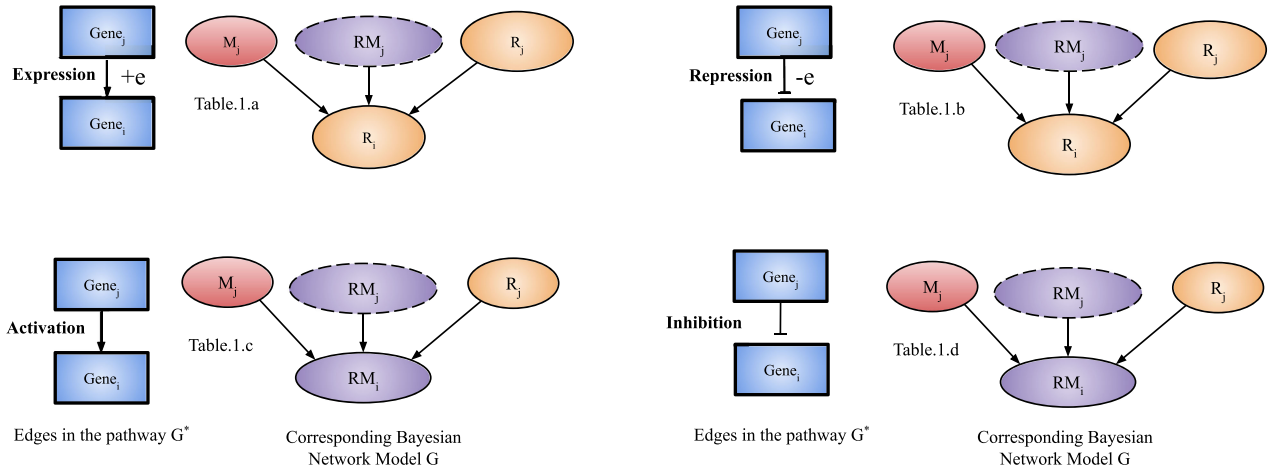 Gene_j
Expression
+e
Gene_i
M_j
RM_j
R_j
Table.1.a
R_i
Gene_j
Repression
-e
Gene_i
M_j
RM_j
R_j
Table.1.b
R_i
Gene_j
Activation
Gene_i
M_j
RM_j
R_j
Table.1.c
RM_i
Edges in the pathway G*
Corresponding Bayesian
Network Model G
Gene_j
Inhibition
Gene_i
M_j
RM_j
R_j
Table.1.d
RM_i
Edges in the pathway G*
Corresponding Bayesian
Network Model G